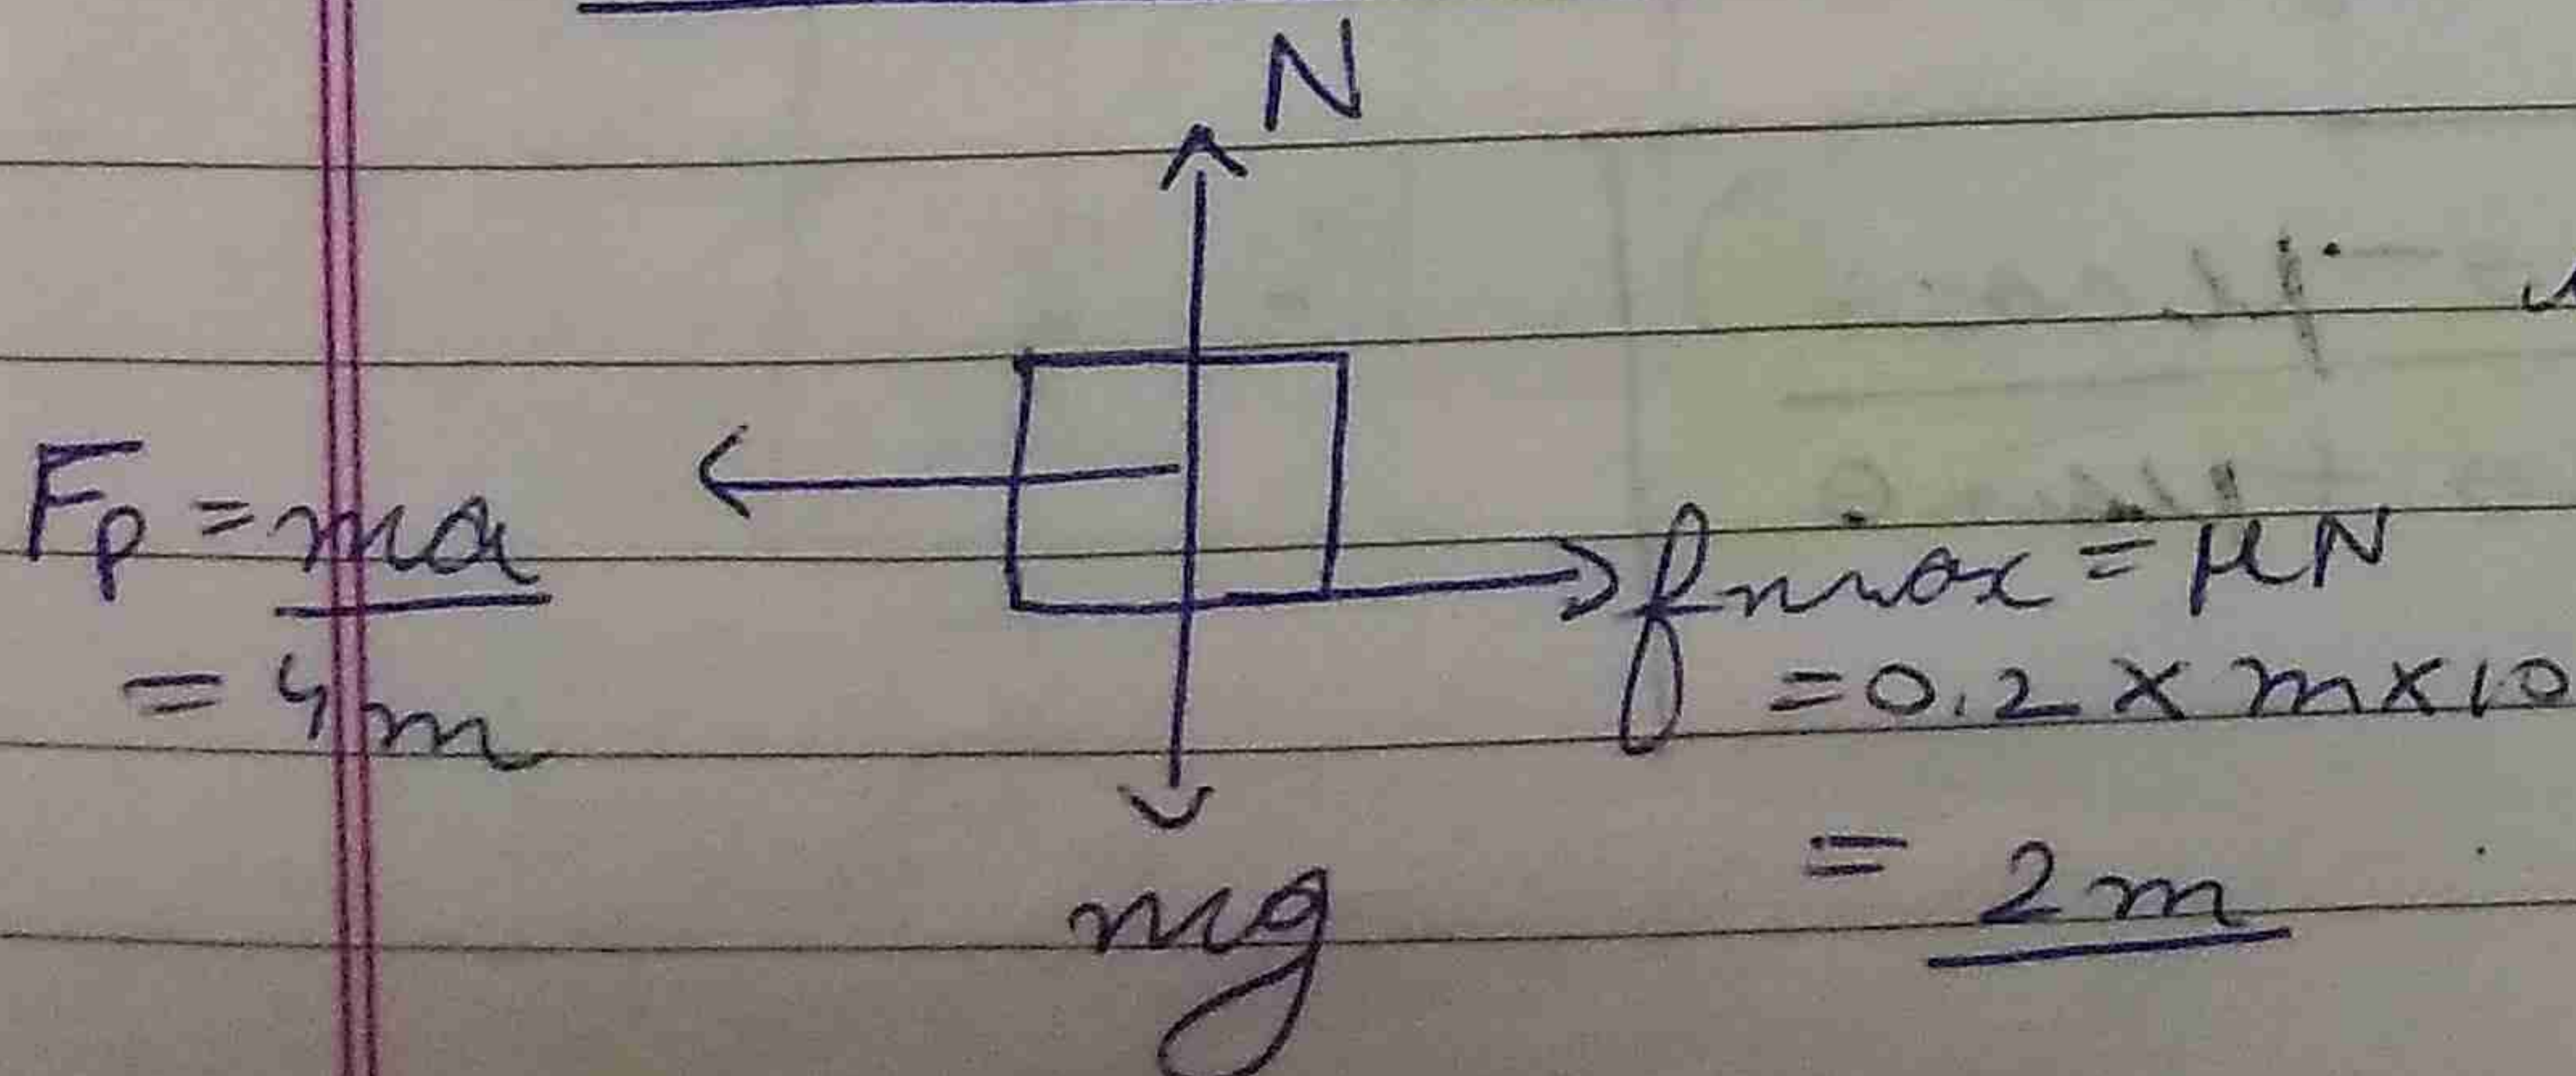 N
Fp = ma
= 4m
fmax = μN
= 0.2 × m × 10
= 2m
mg